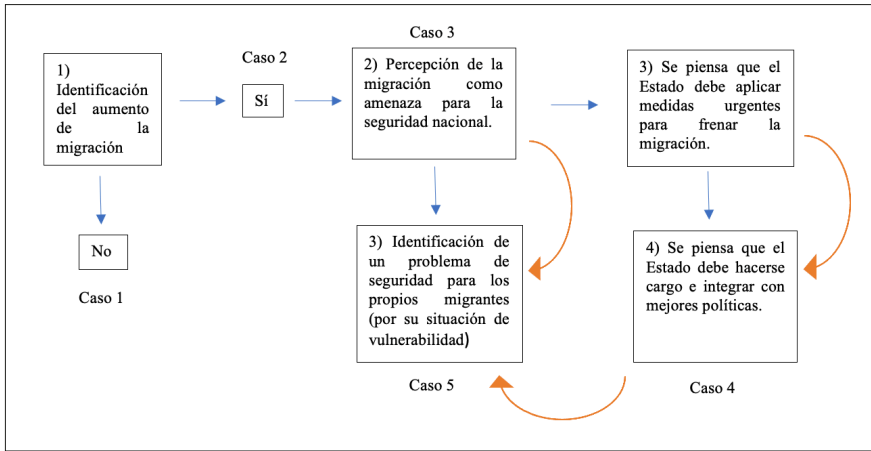 Caso 3
Caso 2
1)
Identificación
del aumento
de la
migración
Sí
2) Percepción de la
migración como
amenaza para la
seguridad nacional.
3) Se piensa que el
Estado debe aplicar
medidas urgentes
para frenar la
migración.
No
Caso 1
3) Identificación de
un problema de
seguridad para los
propios migrantes
(por su situación de
vulnerabilidad)
Caso 5
4) Se piensa que el
Estado debe hacerse
cargo e integrar con
mejores políticas.
Caso 4